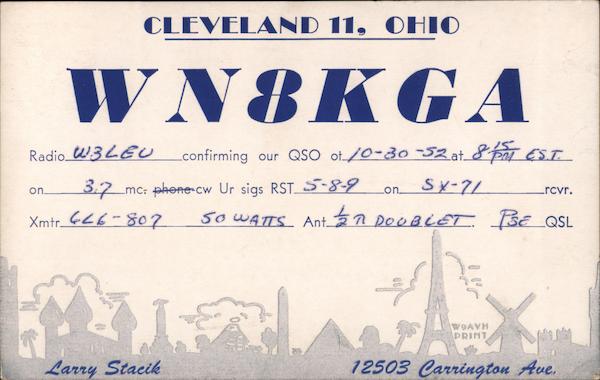 CLEVELAND 11, OHIO
WN8KGA
Radio W3LEU confirming our QSO of 10-30-52 at 8:15 PM E.S.T.
on 3.7 mc. phone-cw Ur sigs RST 5-8-9 on SX-71 rcvr.
Xmtr 6L6-807 50 WATTS Ant ½ λ DOUBLET. PSE QSL
W9AVH
PRINT
Larry Stacik 12503 Carrington Ave.